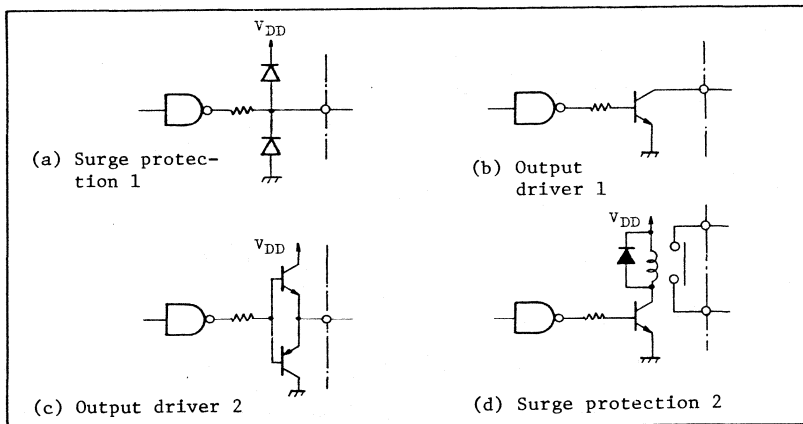 V_DD
(a) Surge protec-
tion 1
(b) Output
driver 1
V_DD
(c) Output driver 2
V_DD
(d) Surge protection 2